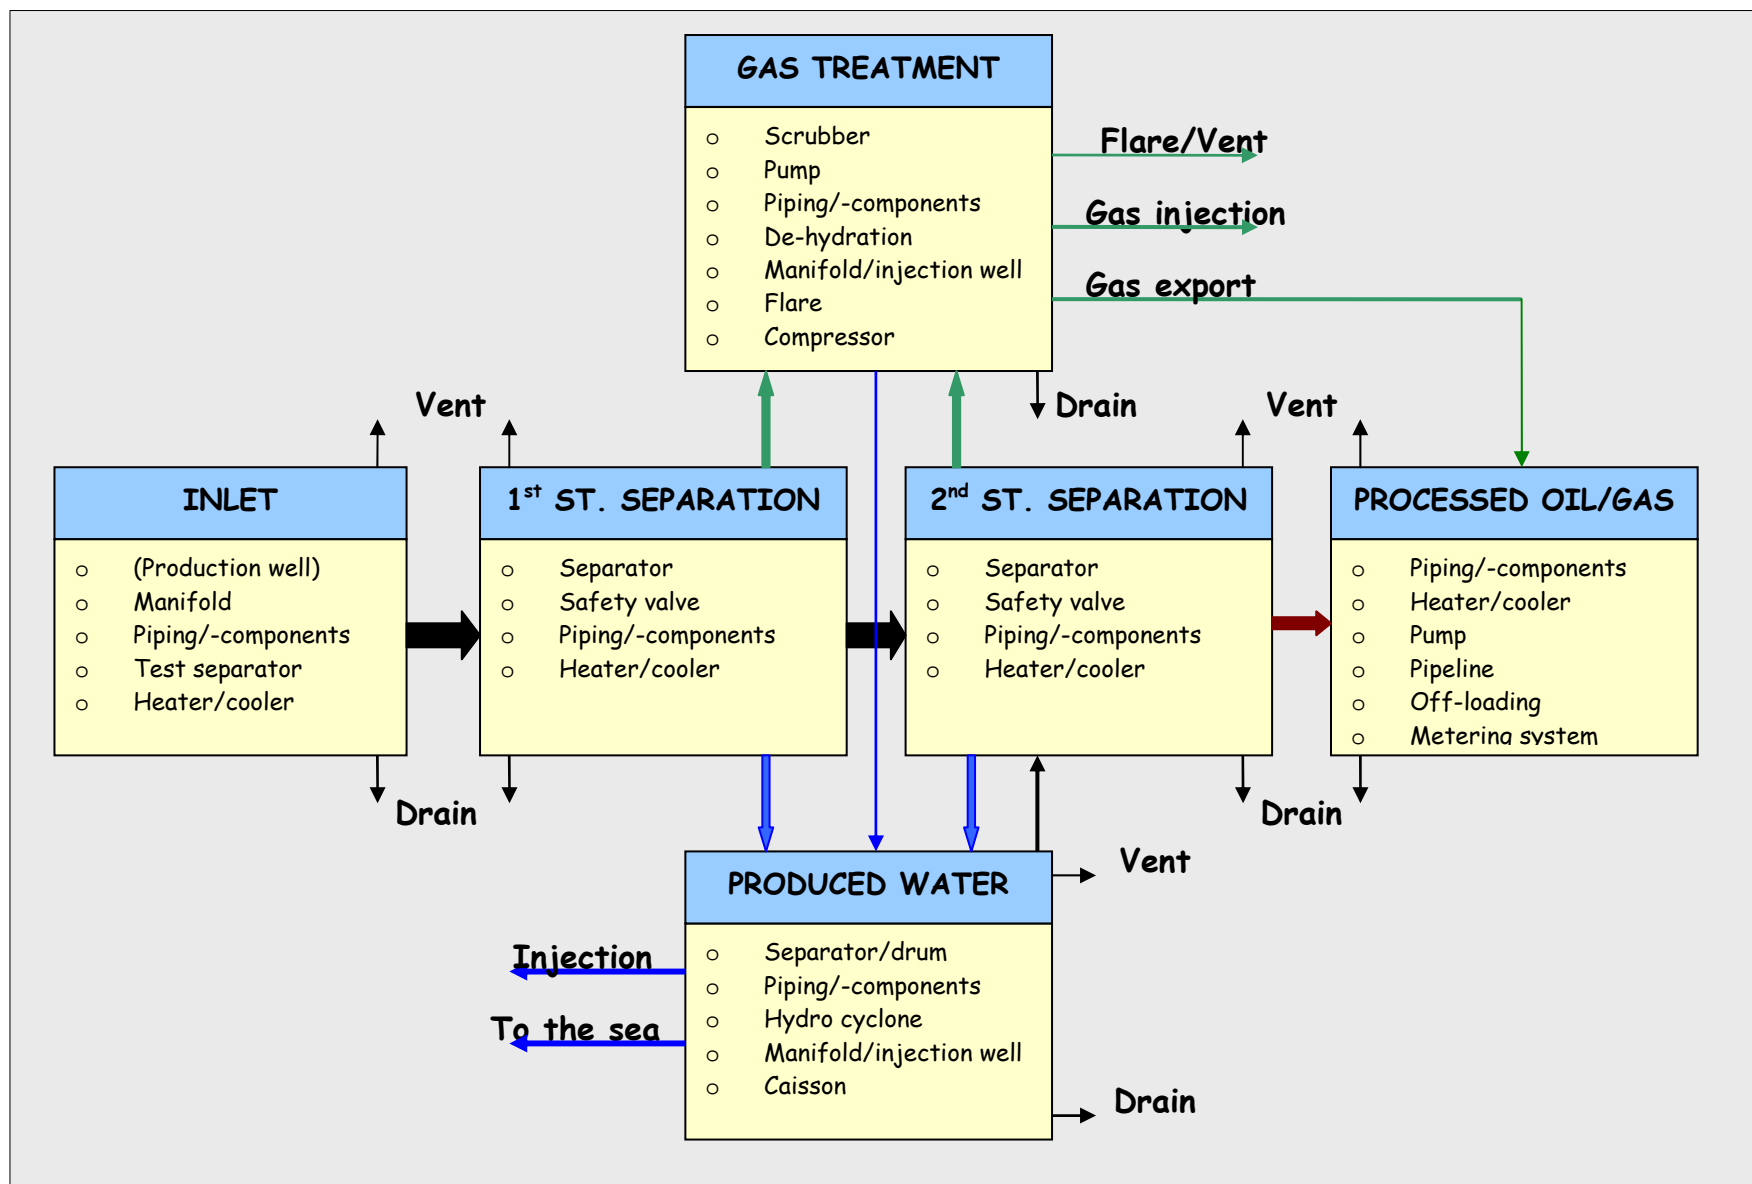 GAS TREATMENT
o Scrubber
o Pump
o Piping/-components
o De-hydration
o Manifold/injection well
o Flare
o Compressor
Flare/Vent
Gas injection
Gas export
Drain
Vent
Vent
INLET
o (Production well)
o Manifold
o Piping/-components
o Test separator
o Heater/cooler
1st ST. SEPARATION
o Separator
o Safety valve
o Piping/-components
o Heater/cooler
2nd ST. SEPARATION
o Separator
o Safety valve
o Piping/-components
o Heater/cooler
PROCESSED OIL/GAS
o Piping/-components
o Heater/cooler
o Pump
o Pipeline
o Off-loading
o Metering system
Drain
Drain
PRODUCED WATER
o Separator/drum
o Piping/-components
o Hydro cyclone
o Manifold/injection well
o Caisson
Vent
Injection
To the sea
Drain